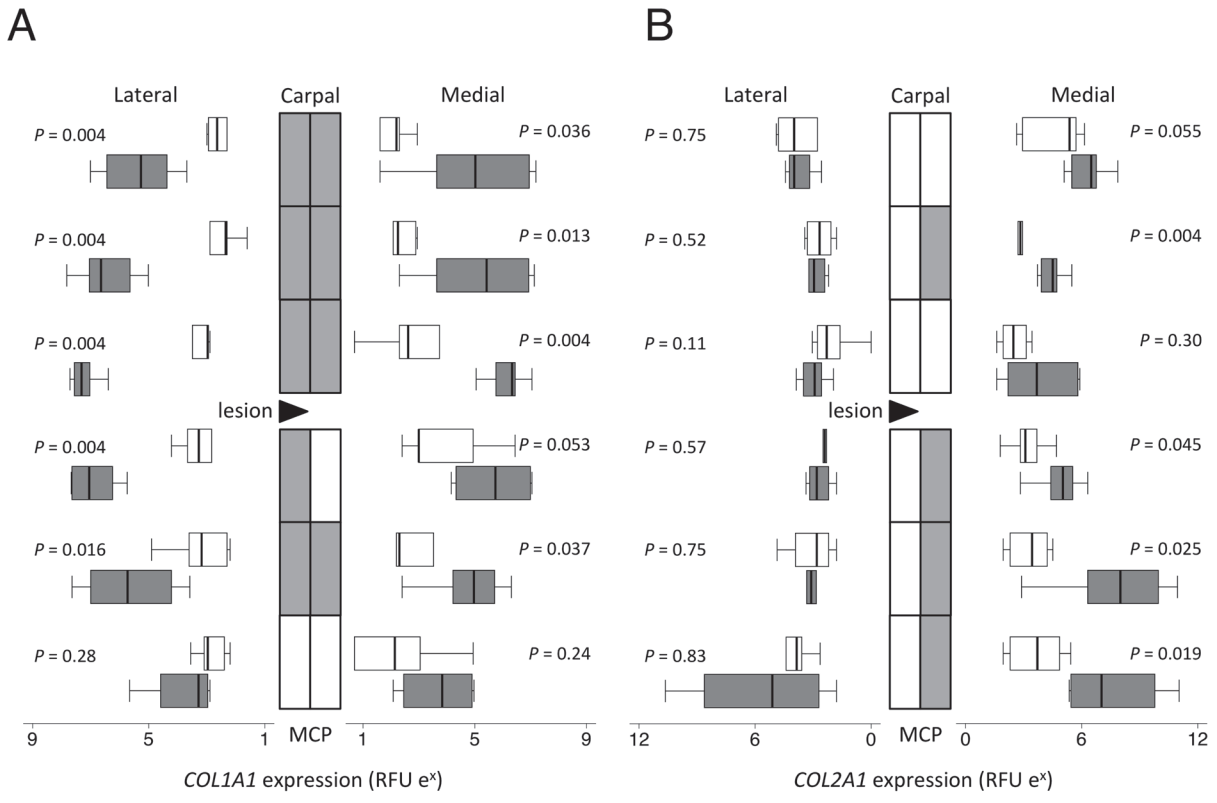 A B
Lateral Carpal Medial Lateral Carpal Medial
P = 0.004 P = 0.036 P = 0.75 P = 0.055
P = 0.004 P = 0.013 P = 0.52 P = 0.004
P = 0.004 P = 0.004 P = 0.11 P = 0.30
lesion lesion
P = 0.004 P = 0.053 P = 0.57 P = 0.045
P = 0.016 P = 0.037 P = 0.75 P = 0.025
P = 0.28 P = 0.24 P = 0.83 P = 0.019
9 5 1 MCP 1 5 9 12 6 0 MCP 0 6 12
COL1A1 expression (RFU eˣ) COL2A1 expression (RFU eˣ)